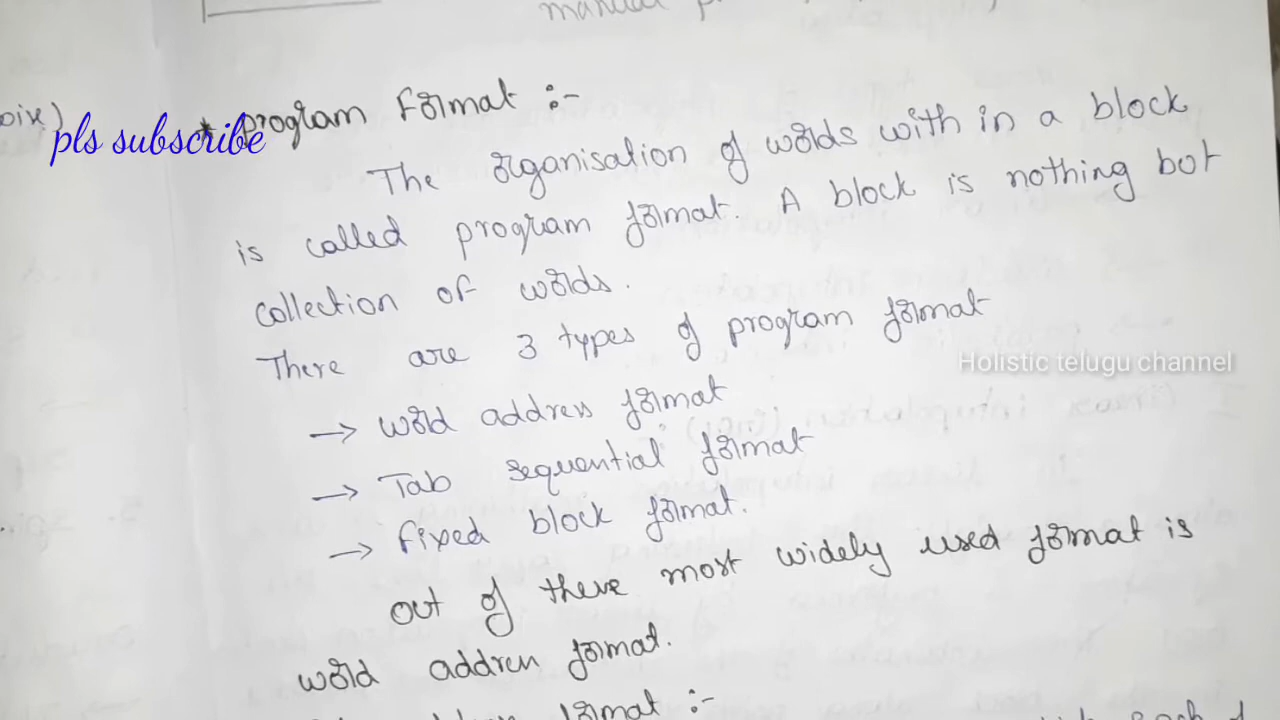 manual
* program Format :-
pls subscribe
The organisation of words with in a block
is called program format. A block is nothing but
collection of words.
There are 3 types of program format
Holistic telugu channel
→ word address format
→ Tab sequential format
→ fixed block format.
out of these most widely used format is
word address format.
format :-